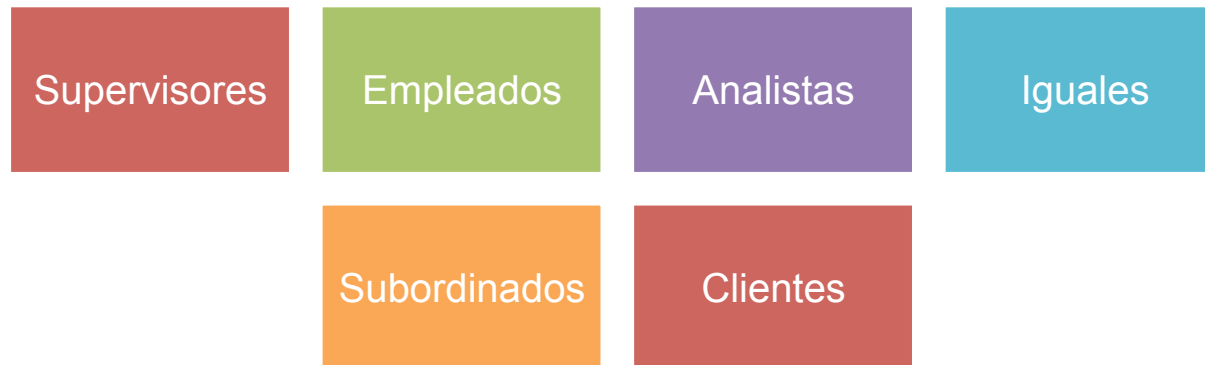 Supervisores
Empleados
Analistas
Iguales
Subordinados
Clientes